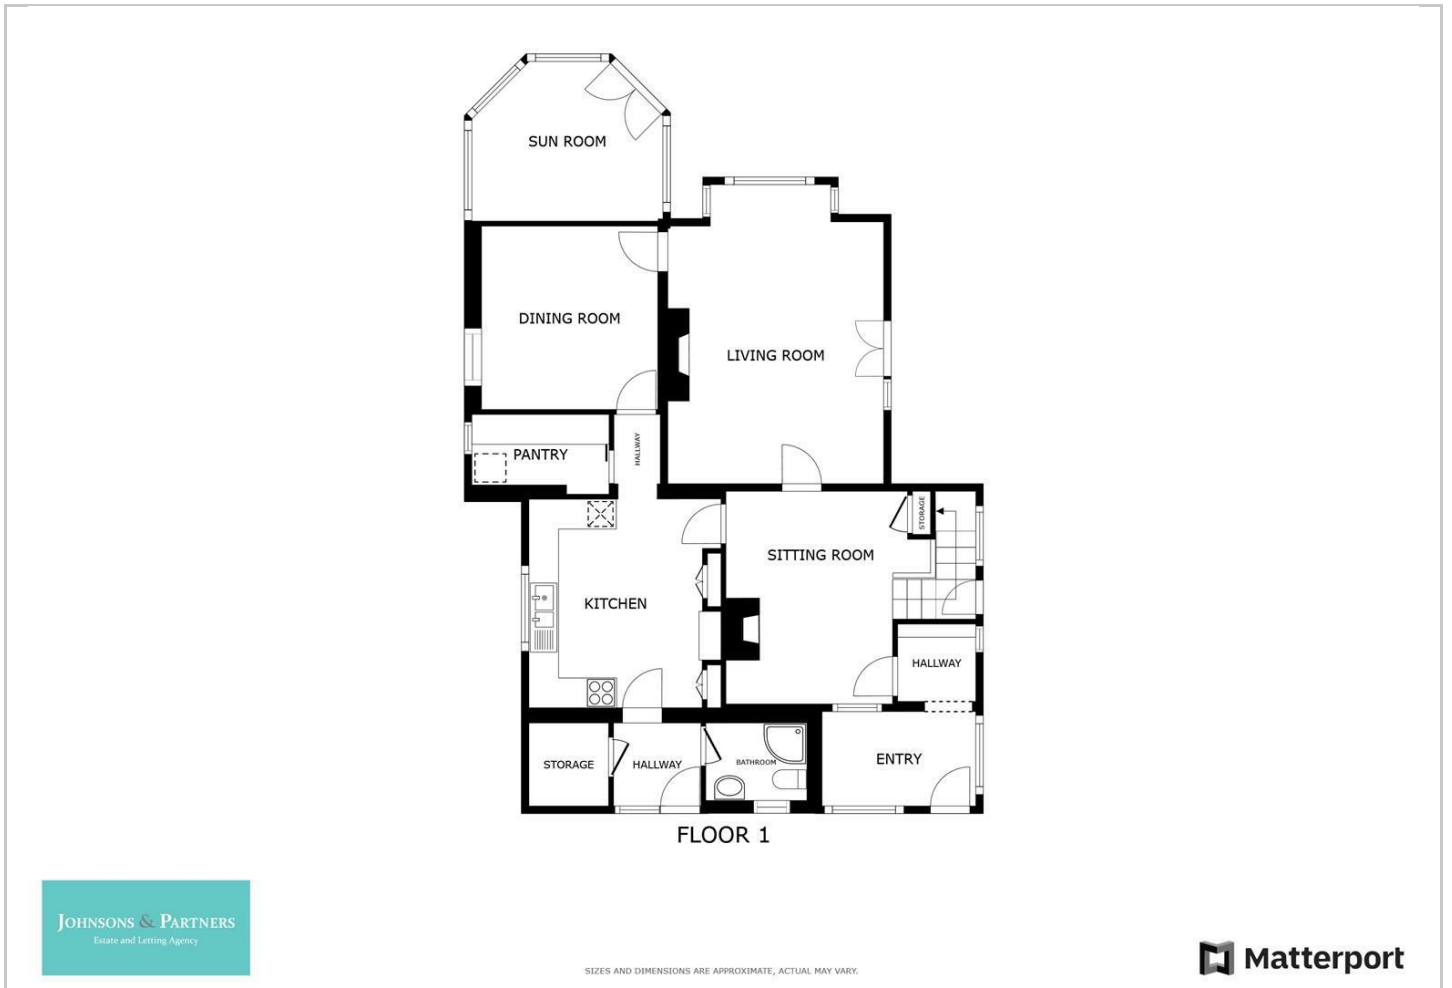 SUN ROOM
DINING ROOM
LIVING ROOM
PANTRY
HALLWAY
STORAGE
SITTING ROOM
KITCHEN
HALLWAY
STORAGE
HALLWAY
BATHROOM
ENTRY
FLOOR 1
JOHNSONS & PARTNERS
Estate and Letting Agency
SIZES AND DIMENSIONS ARE APPROXIMATE, ACTUAL MAY VARY.
Matterport